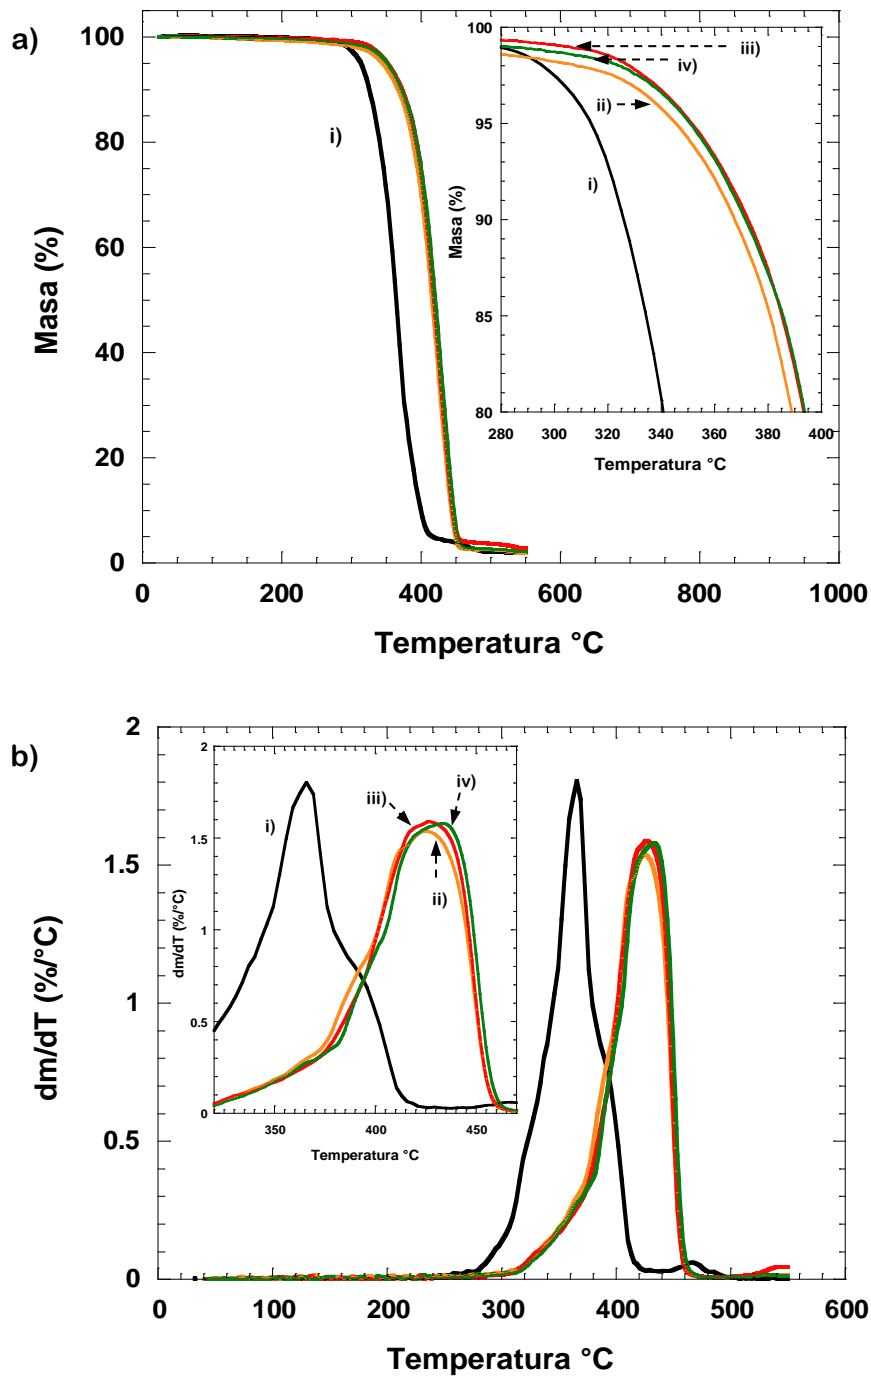 a)
100
80
60
40
20
0
Masa (%)
0 200 400 600 800 1000
Temperatura °C
i)
100
95
90
85
80
Masa (%)
280 300 320 340 360 380 400
Temperatura °C
iii)
iv)
ii)
i)
b)
2
1.5
1
0.5
0
dm/dT (%/°C)
0 100 200 300 400 500 600
Temperatura °C
2
1.5
1
0.5
0
dm/dT (%/°C)
350 400 450
Temperatura °C
i)
iii)
iv)
ii)